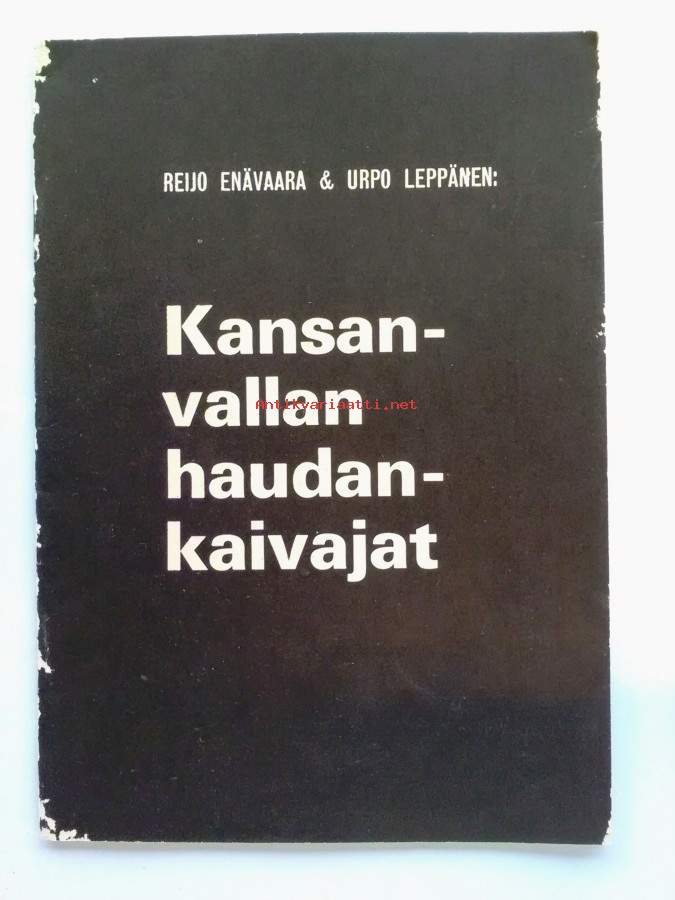 REIJO ENÄVAARA & URPO LEPPÄNEN:
Kansan-
vallan
Antikvariaatti.net
haudan-
kaivajat